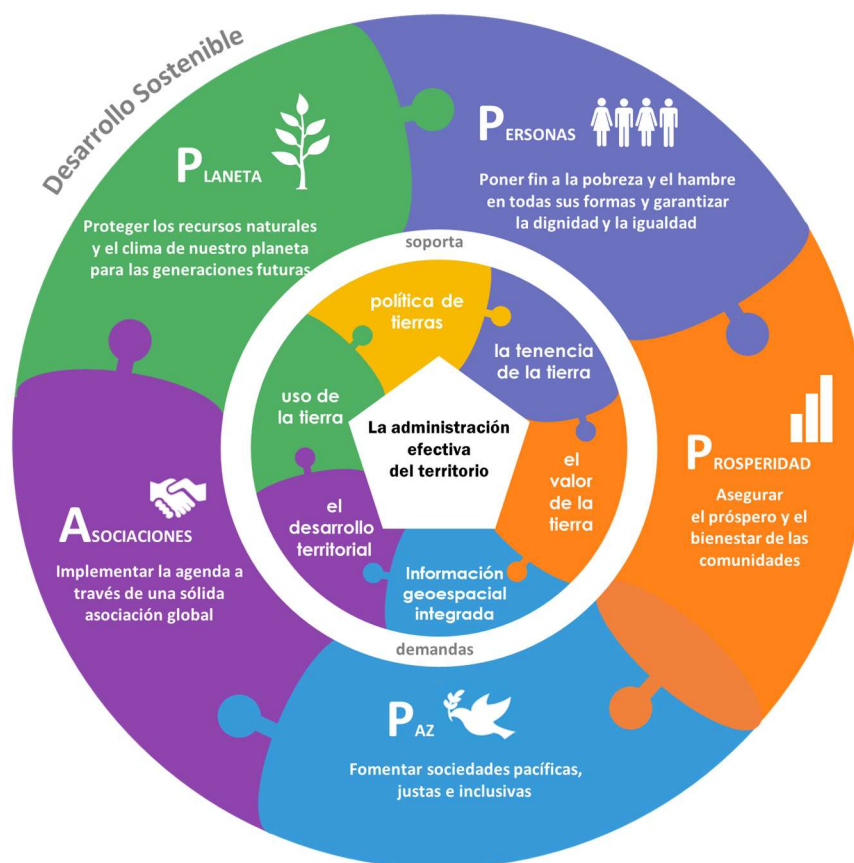 Desarrollo Sostenible
PLANETA
Proteger los recursos naturales
y el clima de nuestro planeta
para las generaciones futuras
PERSONAS
Poner fin a la pobreza y el hambre
en todas sus formas y garantizar
la dignidad y la igualdad
soporta
política de
tierras
la tenencia
de la tierra
uso de
la tierra
La administración
efectiva
del territorio
el
valor
de la
tierra
el
desarrollo
territorial
Información
geoespacial
integrada
demandas
PROSPERIDAD
Asegurar
el próspero y el
bienestar de las
comunidades
ASOCIACIONES
Implementar la agenda a
través de una sólida
asociación global
PAZ
Fomentar sociedades pacíficas,
justas e inclusivas